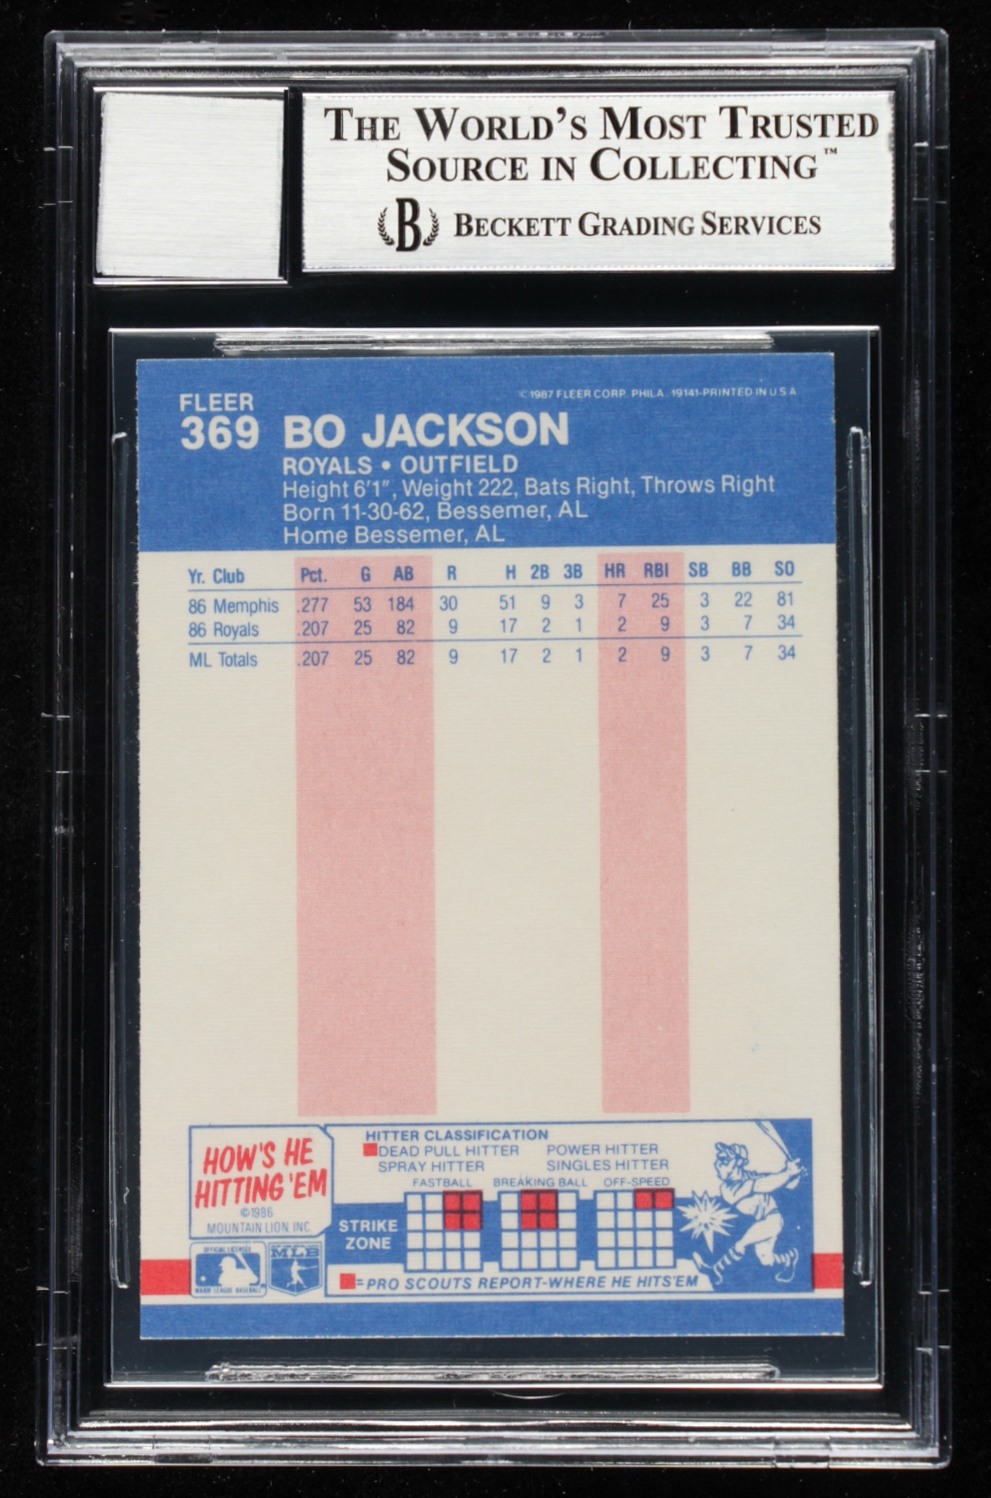 THE WORLD'S MOST TRUSTED
SOURCE IN COLLECTING™
B BECKETT GRADING SERVICES
© 1987 FLEER CORP. PHILA. 19141-PRINTED IN U S A
FLEER
369 BO JACKSON
ROYALS • OUTFIELD
Height 6'1", Weight 222, Bats Right, Throws Right
Born 11-30-62, Bessemer, AL
Home Bessemer, AL
Yr. Club Pct. G AB R H 2B 3B HR RBI SB BB SO
86 Memphis .277 53 184 30 51 9 3 7 25 3 22 81
86 Royals .207 25 82 9 17 2 1 2 9 3 7 34
ML Totals .207 25 82 9 17 2 1 2 9 3 7 34
HOW'S HE
HITTING 'EM
©1986
MOUNTAIN LION, INC.
HITTER CLASSIFICATION
DEAD PULL HITTER POWER HITTER
SPRAY HITTER SINGLES HITTER
FASTBALL BREAKING BALL OFF-SPEED
STRIKE
ZONE
=PRO SCOUTS REPORT-WHERE HE HITS'EM
OFFICIAL LICENSEE
MAJOR LEAGUE BASEBALL
MLB